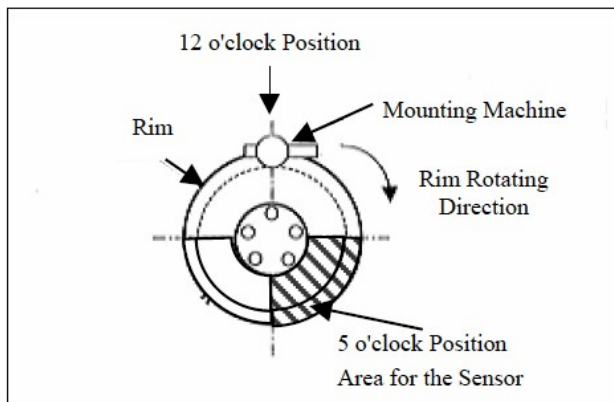 12 o'clock Position
Mounting Machine
Rim
Rim Rotating
Direction
5 o'clock Position
Area for the Sensor